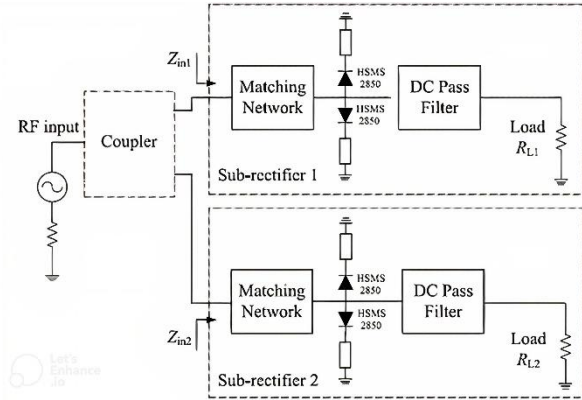 Z_in1
HSMS
2850
Matching
Network
HSMS
2850
DC Pass
Filter
RF input
Coupler
Load
R_L1
Sub-rectifier 1
HSMS
2850
Matching
Network
HSMS
2850
DC Pass
Filter
Z_in2
Load
R_L2
Sub-rectifier 2
Let's
Enhance
.io